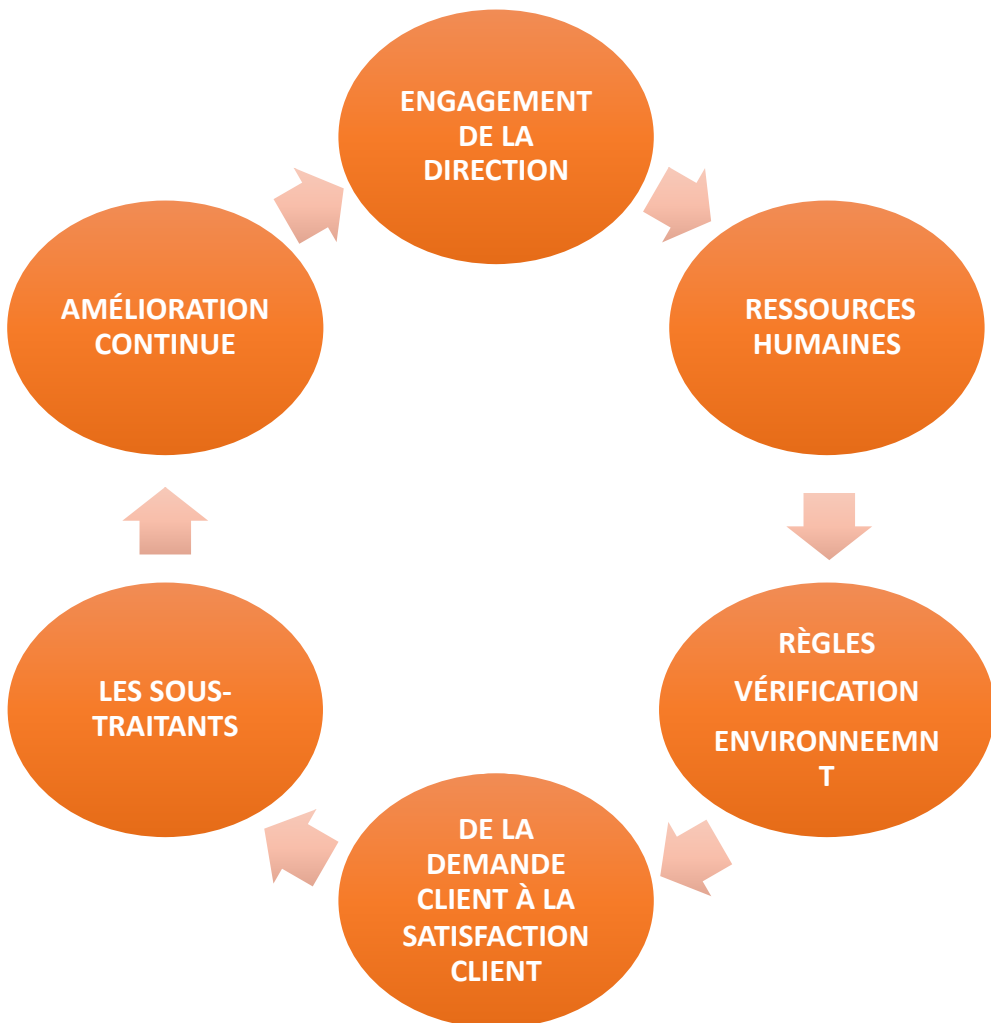 ENGAGEMENT
DE LA
DIRECTION
RESSOURCES
HUMAINES
RÈGLES
VÉRIFICATION
ENVIRONNEEMN
T
DE LA
DEMANDE
CLIENT À LA
SATISFACTION
CLIENT
LES SOUS-
TRAITANTS
AMÉLIORATION
CONTINUE